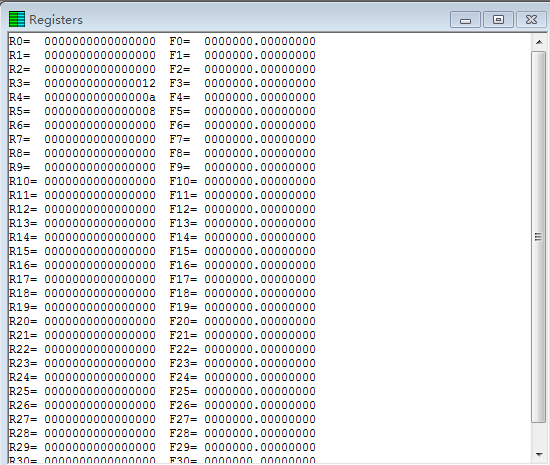 Registers
R0=  0000000000000000  F0=  0000000.00000000
R1=  0000000000000000  F1=  0000000.00000000
R2=  0000000000000000  F2=  0000000.00000000
R3=  0000000000000012  F3=  0000000.00000000
R4=  000000000000000a  F4=  0000000.00000000
R5=  0000000000000008  F5=  0000000.00000000
R6=  0000000000000000  F6=  0000000.00000000
R7=  0000000000000000  F7=  0000000.00000000
R8=  0000000000000000  F8=  0000000.00000000
R9=  0000000000000000  F9=  0000000.00000000
R10= 0000000000000000  F10= 0000000.00000000
R11= 0000000000000000  F11= 0000000.00000000
R12= 0000000000000000  F12= 0000000.00000000
R13= 0000000000000000  F13= 0000000.00000000
R14= 0000000000000000  F14= 0000000.00000000
R15= 0000000000000000  F15= 0000000.00000000
R16= 0000000000000000  F16= 0000000.00000000
R17= 0000000000000000  F17= 0000000.00000000
R18= 0000000000000000  F18= 0000000.00000000
R19= 0000000000000000  F19= 0000000.00000000
R20= 0000000000000000  F20= 0000000.00000000
R21= 0000000000000000  F21= 0000000.00000000
R22= 0000000000000000  F22= 0000000.00000000
R23= 0000000000000000  F23= 0000000.00000000
R24= 0000000000000000  F24= 0000000.00000000
R25= 0000000000000000  F25= 0000000.00000000
R26= 0000000000000000  F26= 0000000.00000000
R27= 0000000000000000  F27= 0000000.00000000
R28= 0000000000000000  F28= 0000000.00000000
R29= 0000000000000000  F29= 0000000.00000000
R30= 0000000000000000  F30= 0000000.00000000